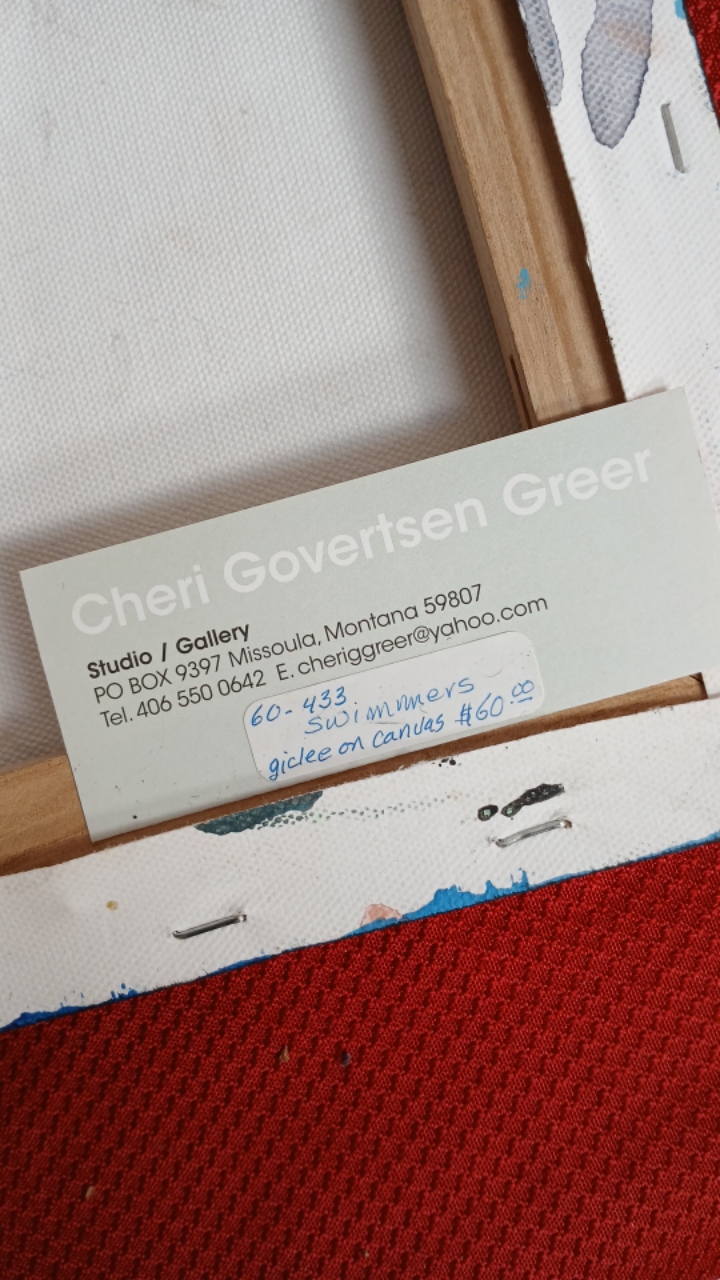 Cheri Govertsen Greer
Studio / Gallery
PO BOX 9397 Missoula, Montana 59807
Tel. 406 550 0642 E. cheriggreer@yahoo.com
60-433
Swimmers
giclee on canvas $60.00